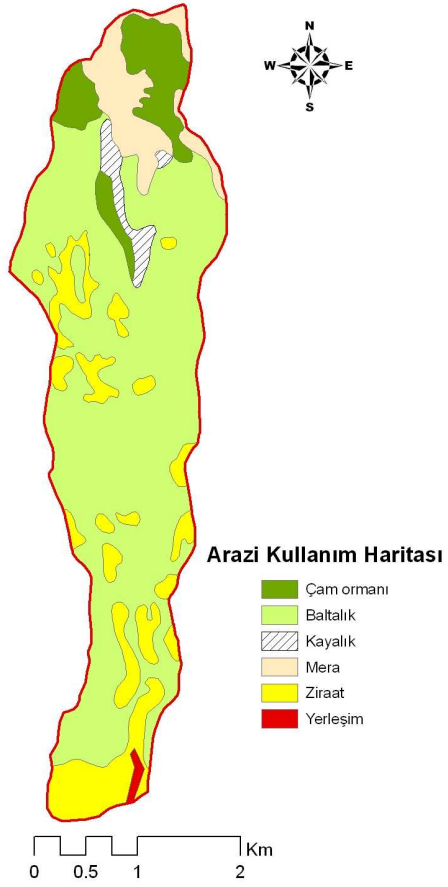 N
W E
S
Arazi Kullanım Haritası
Çam ormanı
Baltalık
Kayalık
Mera
Ziraat
Yerleşim
Km
0 0.5 1 2